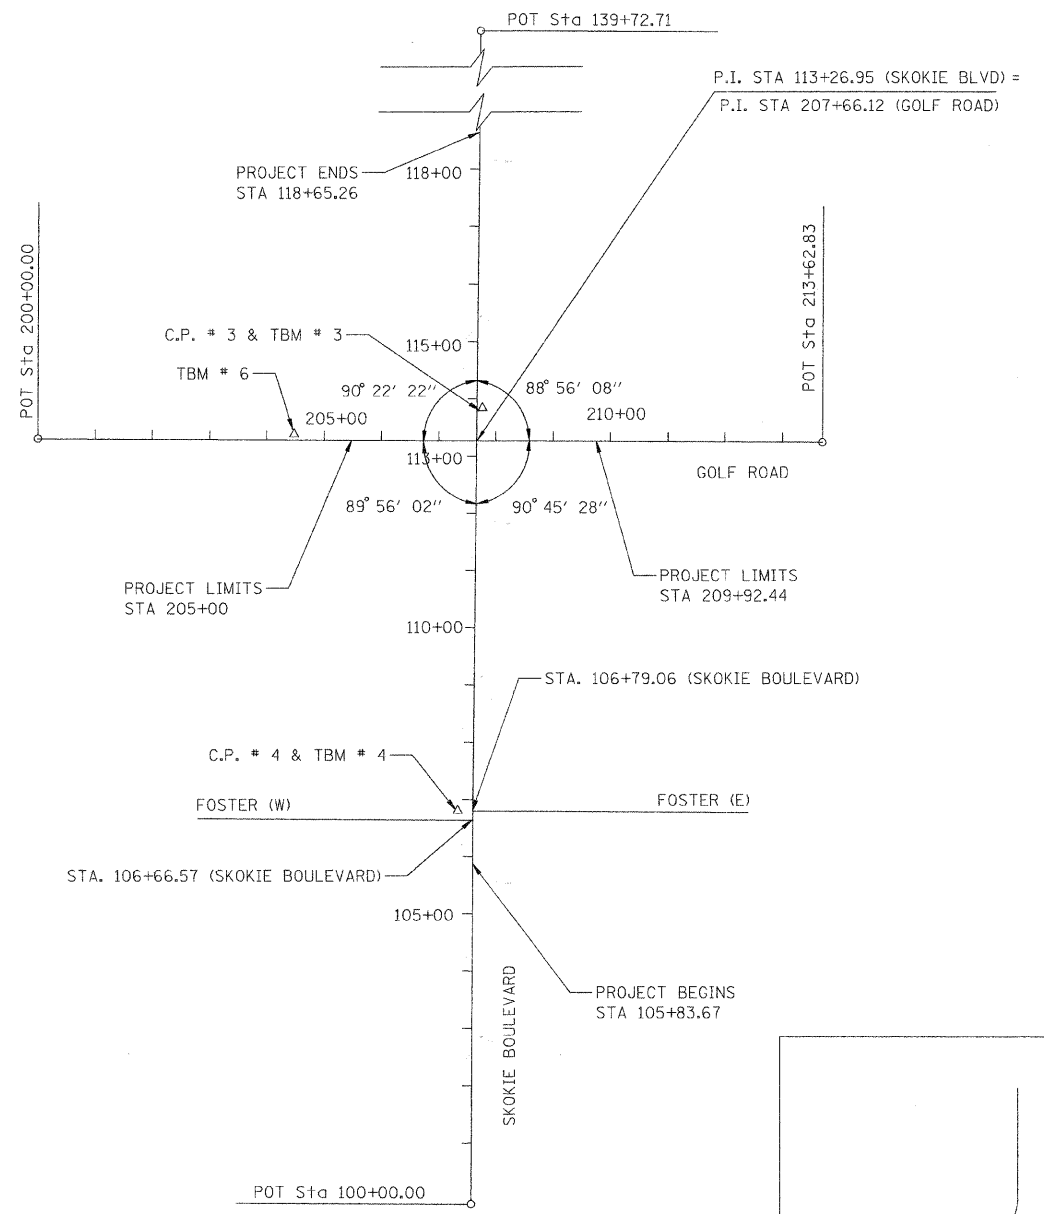 POT Sta 139+72.71
P.I. STA 113+26.95 (SKOKIE BLVD) =
P.I. STA 207+66.12 (GOLF ROAD)
PROJECT ENDS
STA 118+65.26
118+00
POT Sta 200+00.00
POT Sta 213+62.83
C.P. # 3 & TBM # 3
115+00
TBM # 6
90° 22' 22"
88° 56' 08"
205+00
210+00
113+00
GOLF ROAD
89° 56' 02"
90° 45' 28"
PROJECT LIMITS
STA 205+00
PROJECT LIMITS
STA 209+92.44
110+00
STA. 106+79.06 (SKOKIE BOULEVARD)
C.P. # 4 & TBM # 4
FOSTER (W)
FOSTER (E)
STA. 106+66.57 (SKOKIE BOULEVARD)
105+00
PROJECT BEGINS
STA 105+83.67
SKOKIE BOULEVARD
POT Sta 100+00.00